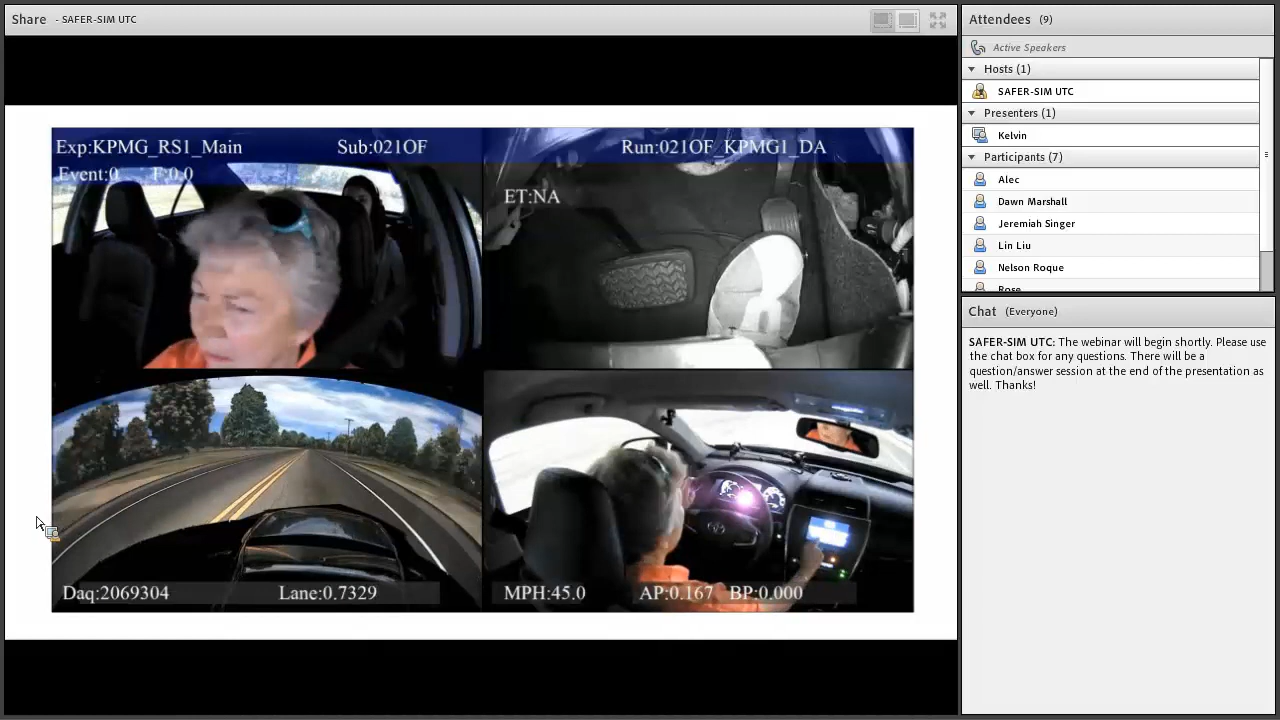 Share - SAFER-SIM UTC
Exp:KPMG_RS1_Main Sub:021OF Run:021OF_KPMG1_DA
Event:0 F:0.0
ET:NA
Daq:2069304 Lane:0.7329 MPH:45.0 AP:0.167 BP:0.000
Attendees (9)
Active Speakers
Hosts (1)
SAFER-SIM UTC
Presenters (1)
Kelvin
Participants (7)
Alec
Dawn Marshall
Jeremiah Singer
Lin Liu
Nelson Roque
Rose
Chat (Everyone)
SAFER-SIM UTC: The webinar will begin shortly. Please use
the chat box for any questions. There will be a
question/answer session at the end of the presentation as
well. Thanks!